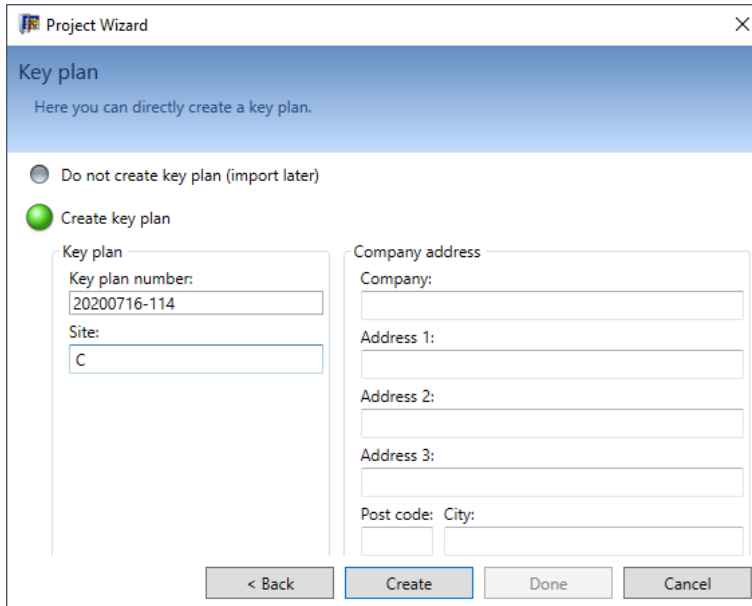 Project Wizard
Key plan
Here you can directly create a key plan.
Do not create key plan (import later)
Create key plan
Key plan
Key plan number:
20200716-114
Site:
C
Company address
Company:
Address 1:
Address 2:
Address 3:
Post code: City:
< Back Create Done Cancel